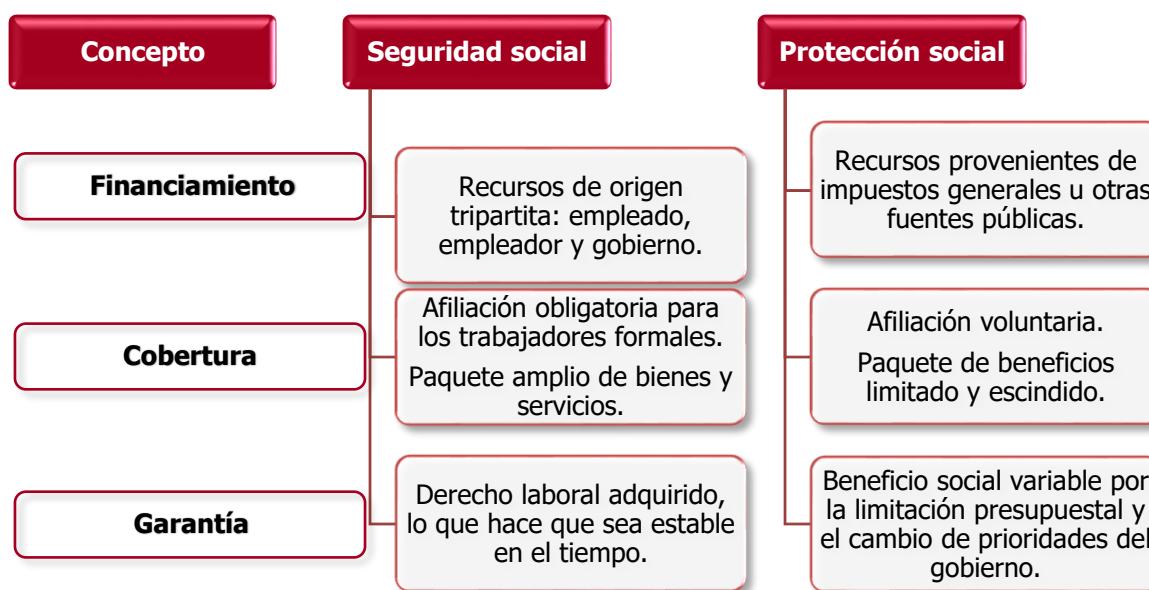 Concepto
Seguridad social
Protección social
Financiamiento
Recursos de origen
tripartita: empleado,
empleador y gobierno.
Recursos provenientes de
impuestos generales u otras
fuentes públicas.
Cobertura
Afiliación obligatoria para
los trabajadores formales.
Paquete amplio de bienes y
servicios.
Afiliación voluntaria.
Paquete de beneficios
limitado y escindido.
Garantía
Derecho laboral adquirido,
lo que hace que sea estable
en el tiempo.
Beneficio social variable por
la limitación presupuestal y
el cambio de prioridades del
gobierno.